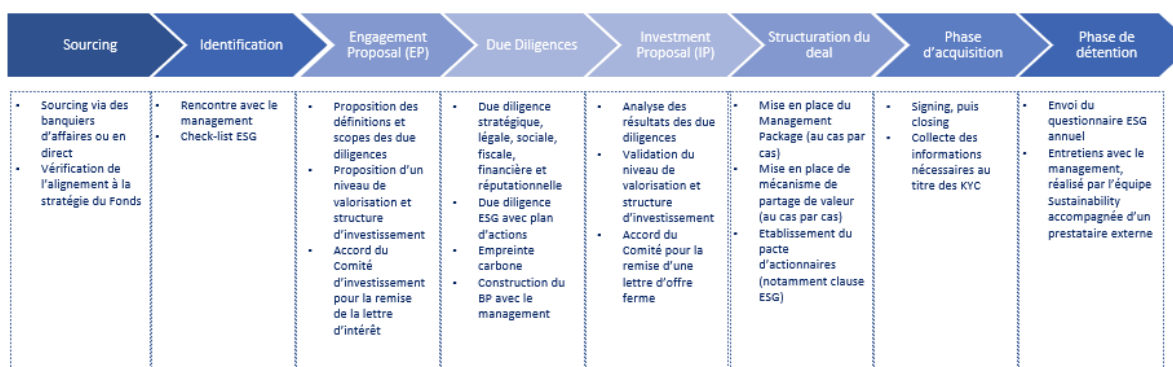 Sourcing
Identification
Engagement
Proposal (EP)
Due Diligences
Investment
Proposal (IP)
Structuration du
deal
Phase
d'acquisition
Phase de
détention
• Sourcing via des
banquiers
d'affaires ou en
direct
• Vérification de
l'alignement à la
stratégie du Fonds
• Rencontre avec le
management
• Check-list ESG
• Proposition des
définitions et
scopes des due
diligences
• Proposition d'un
niveau de
valorisation et
structure
d'investissement
• Accord du
Comité
d'investissement
pour la remise
de la lettre
d'intérêt
• Due diligence
stratégique,
légale, sociale,
fiscale,
financière et
réputationnelle
• Due diligence
ESG avec plan
d'actions
• Empreinte
carbone
• Construction du
BP avec le
management
• Analyse des
résultats des due
diligences
• Validation du
niveau de
valorisation et
structure
d'investissement
• Accord du
Comité pour la
remise d'une
lettre d'offre
ferme
• Mise en place du
Management
Package (au cas par
cas)
• Mise en place de
mécanisme de
partage de valeur
(au cas par cas)
• Etablissement du
pacte
d'actionnaires
(notamment clause
ESG)
• Signing, puis
closing
• Collecte des
informations
nécessaires au
titre des KYC
• Envoi du
questionnaire ESG
annuel
• Entretiens avec le
management,
réalisé par l'équipe
Sustainability
accompagnée d'un
prestataire externe